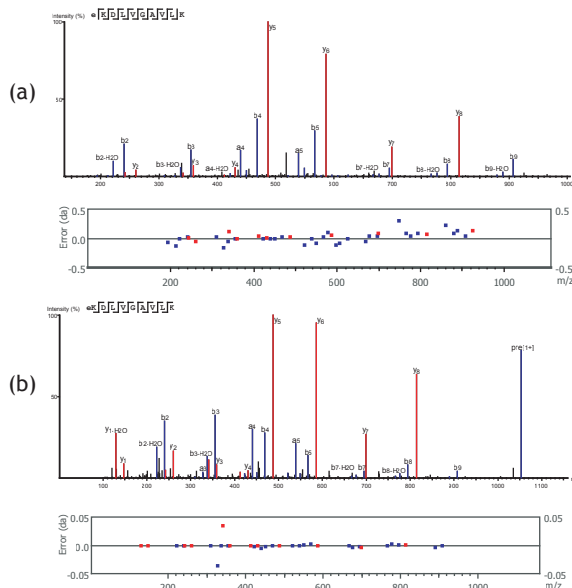 Intensity (%) e K D L V G A V L K
100
y5
y6
(a)
50
b4
y8
b5
b2
b3
a4
a5
y7
b2-H2O
b3-H2O
y2
y3
a4-H2O
y4
b7-H2O
b7
b8-H2O
b8
b9-H2O
b9
200 300 400 500 600 700 800 900 1000
0.5 0.5
Error (da)
0.0 0.0
-0.5 -0.5
200 400 600 800 1000 m/z
Intensity (%) e K D L V G A V L K
100
y5
y6
pre[1+]
y8
(b)
50
b3
b2
a4
b4
y1-H2O
y7
b2-H2O
y2
a5
b3-H2O
b5
y1
a3
y3
y4
b7-H2O
b7
b8-H2O
b8
b9
100 200 300 400 500 600 700 800 900 1000 1100
0.05 0.05
Error (da)
0.0 0.0
-0.05 -0.05
200 400 600 800 1000 m/z